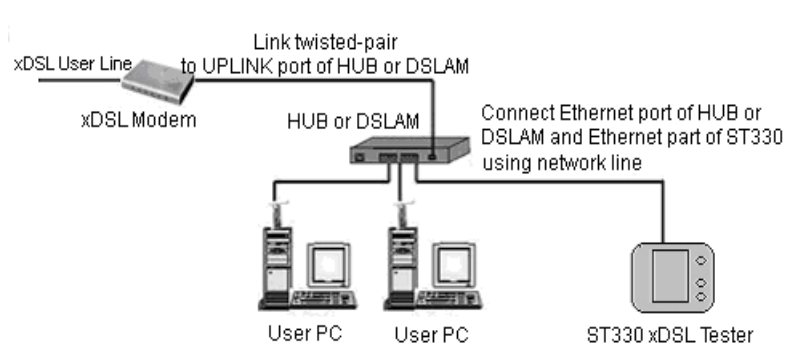 Link twisted-pair
to UPLINK port of HUB or DSLAM
xDSL User Line
xDSL Modem
HUB or DSLAM
Connect Ethernet port of HUB or
DSLAM and Ethernet part of ST330
using network line
User PC
User PC
ST330 xDSL Tester